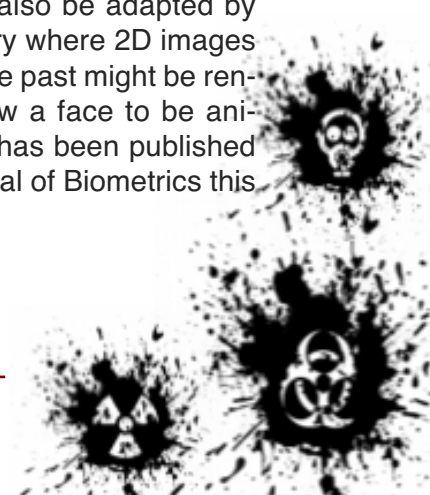 also be adapted by
ry where 2D images
e past might be ren-
w a face to be ani-
has been published
al of Biometrics this